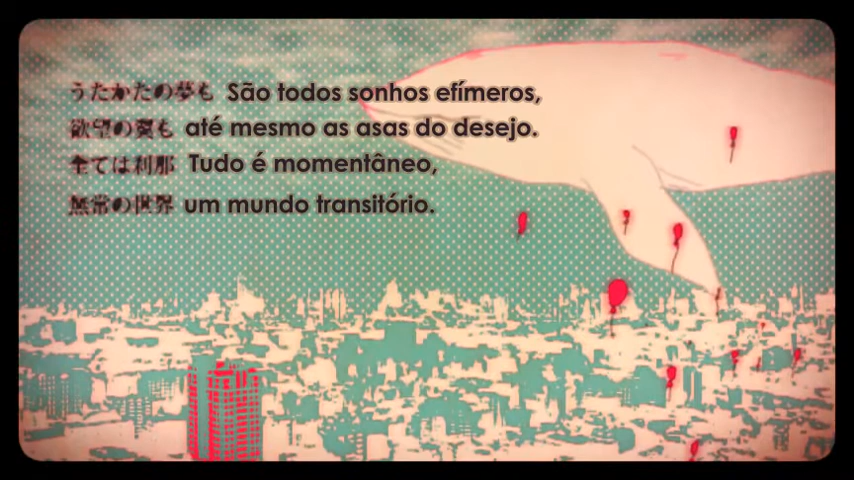 うたかたの夢も São todos sonhos efímeros,
欲望の翼も até mesmo as asas do desejo.
全ては刹那 Tudo é momentâneo,
無常の世界 um mundo transitório.